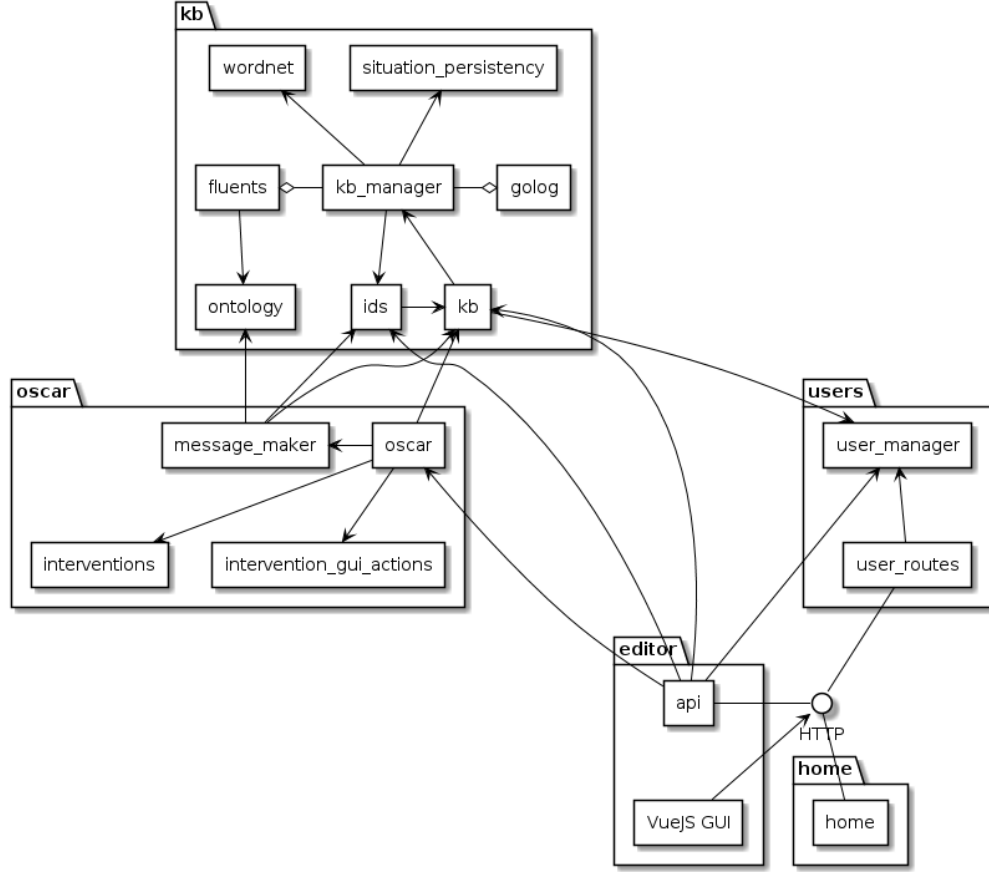 kb
wordnet
situation_persistency
fluents
kb_manager
golog
ontology
ids
kb
oscar
users
message_maker
oscar
user_manager
interventions
intervention_gui_actions
user_routes
editor
api
HTTP
home
VueJS GUI
home